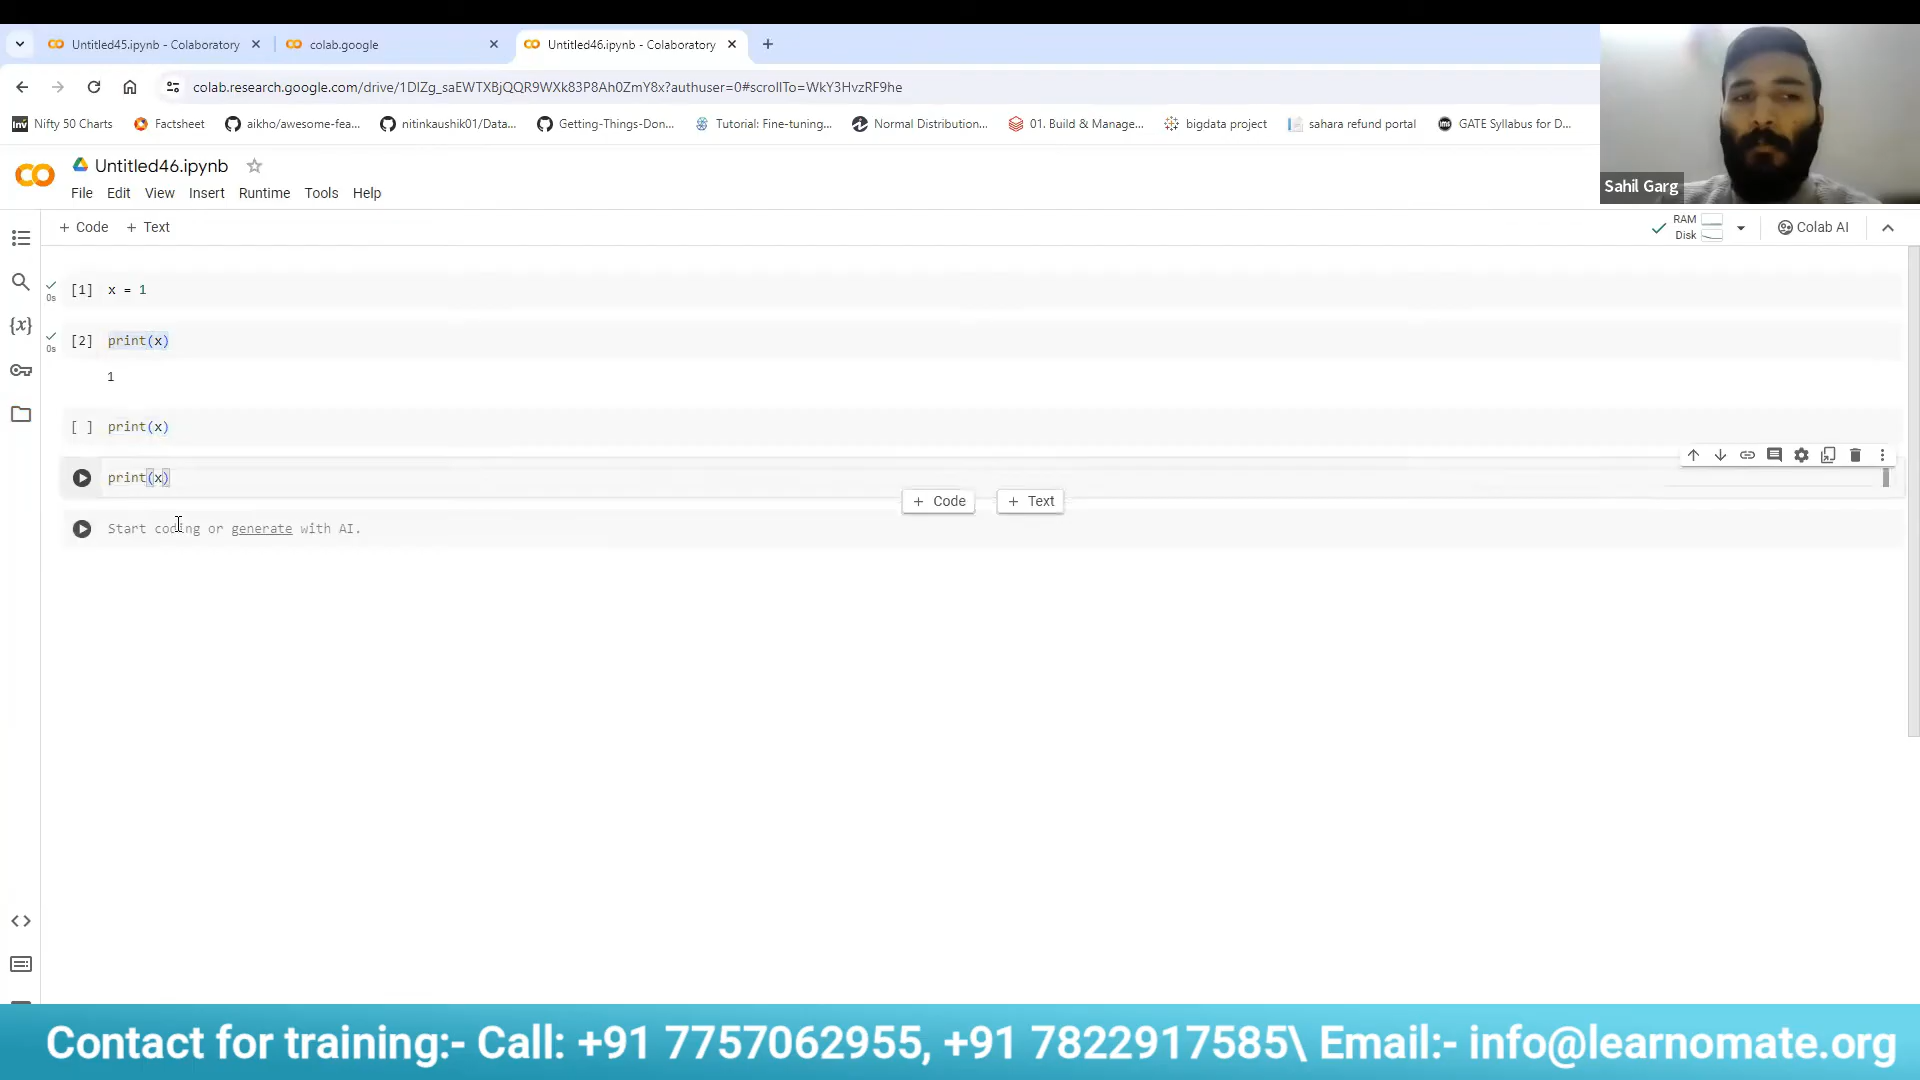 Untitled45.ipynb - Colaboratory
colab.google
Untitled46.ipynb - Colaboratory
colab.research.google.com/drive/1DIZg_saEWTXBjQQR9WXk83P8Ah0ZmY8x?authuser=0#scrollTo=WkY3HvzRF9he
Inv Nifty 50 Charts Factsheet aikho/awesome-fea... nitinkaushik01/Data... Getting-Things-Don... Tutorial: Fine-tuning... Normal Distribution... 01. Build & Manage... bigdata project sahara refund portal GATE Syllabus for D...
Untitled46.ipynb
File Edit View Insert Runtime Tools Help
Sahil Garg
+ Code + Text
RAM
Disk
Colab AI
[1] x = 1
0s
[2] print(x)
0s
1
[ ] print(x)
print(x)
+ Code + Text
Start coding or generate with AI.
Contact for training:- Call: +91 7757062955, +91 7822917585\ Email:- info@learnomate.org